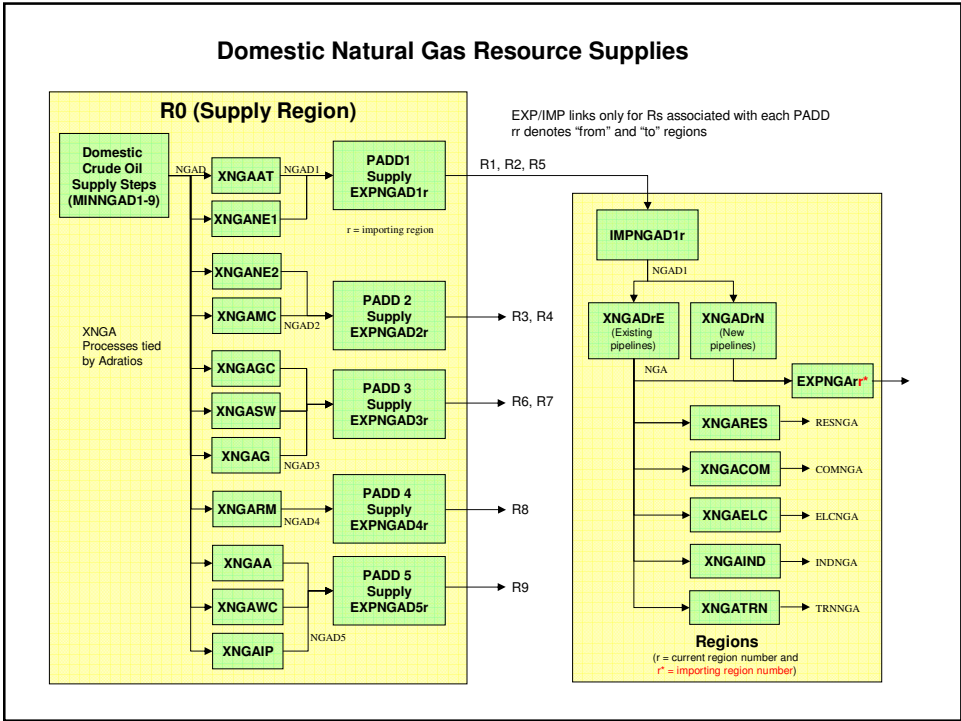 Domestic Natural Gas Resource Supplies
R0 (Supply Region)
EXP/IMP links only for Rs associated with each PADD
rr denotes “from” and “to” regions
Domestic
Crude Oil
Supply Steps
(MINNGAD1-9)
NGAD
XNGAAT
NGAD1
XNGANE1
PADD1
Supply
EXPNGAD1r
r = importing region
R1, R2, R5
XNGANE2
XNGAMC
NGAD2
PADD 2
Supply
EXPNGAD2r
R3, R4
XNGA
Processes tied
by Adratios
XNGAGC
XNGASW
XNGAG
NGAD3
PADD 3
Supply
EXPNGAD3r
R6, R7
XNGARM
NGAD4
PADD 4
Supply
EXPNGAD4r
R8
XNGAA
XNGAWC
XNGAIP
NGAD5
PADD 5
Supply
EXPNGAD5r
R9
IMPNGAD1r
NGAD1
XNGADrE
(Existing
pipelines)
XNGADrN
(New
pipelines)
NGA
EXPNGArr*
XNGARES
RESNGA
XNGACOM
COMNGA
XNGAELC
ELCNGA
XNGAIND
INDNGA
XNGATRN
TRNNGA
Regions
(r = current region number and
r* = importing region number)